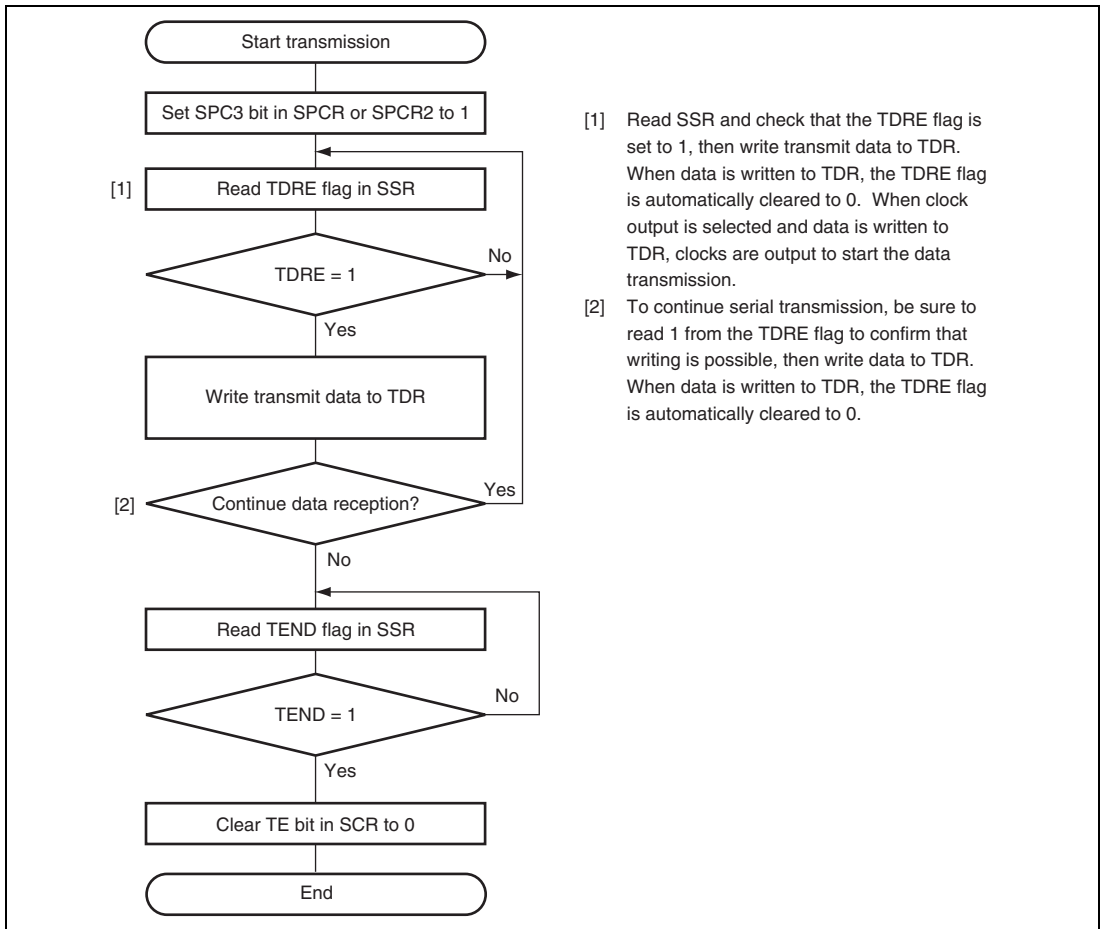 Start transmission
Set SPC3 bit in SPCR or SPCR2 to 1
[1]
Read TDRE flag in SSR
TDRE = 1
No
Yes
Write transmit data to TDR
[2]
Continue data reception?
Yes
No
Read TEND flag in SSR
TEND = 1
No
Yes
Clear TE bit in SCR to 0
End
[1] Read SSR and check that the TDRE flag is
set to 1, then write transmit data to TDR.
When data is written to TDR, the TDRE flag
is automatically cleared to 0. When clock
output is selected and data is written to
TDR, clocks are output to start the data
transmission.
[2] To continue serial transmission, be sure to
read 1 from the TDRE flag to confirm that
writing is possible, then write data to TDR.
When data is written to TDR, the TDRE flag
is automatically cleared to 0.